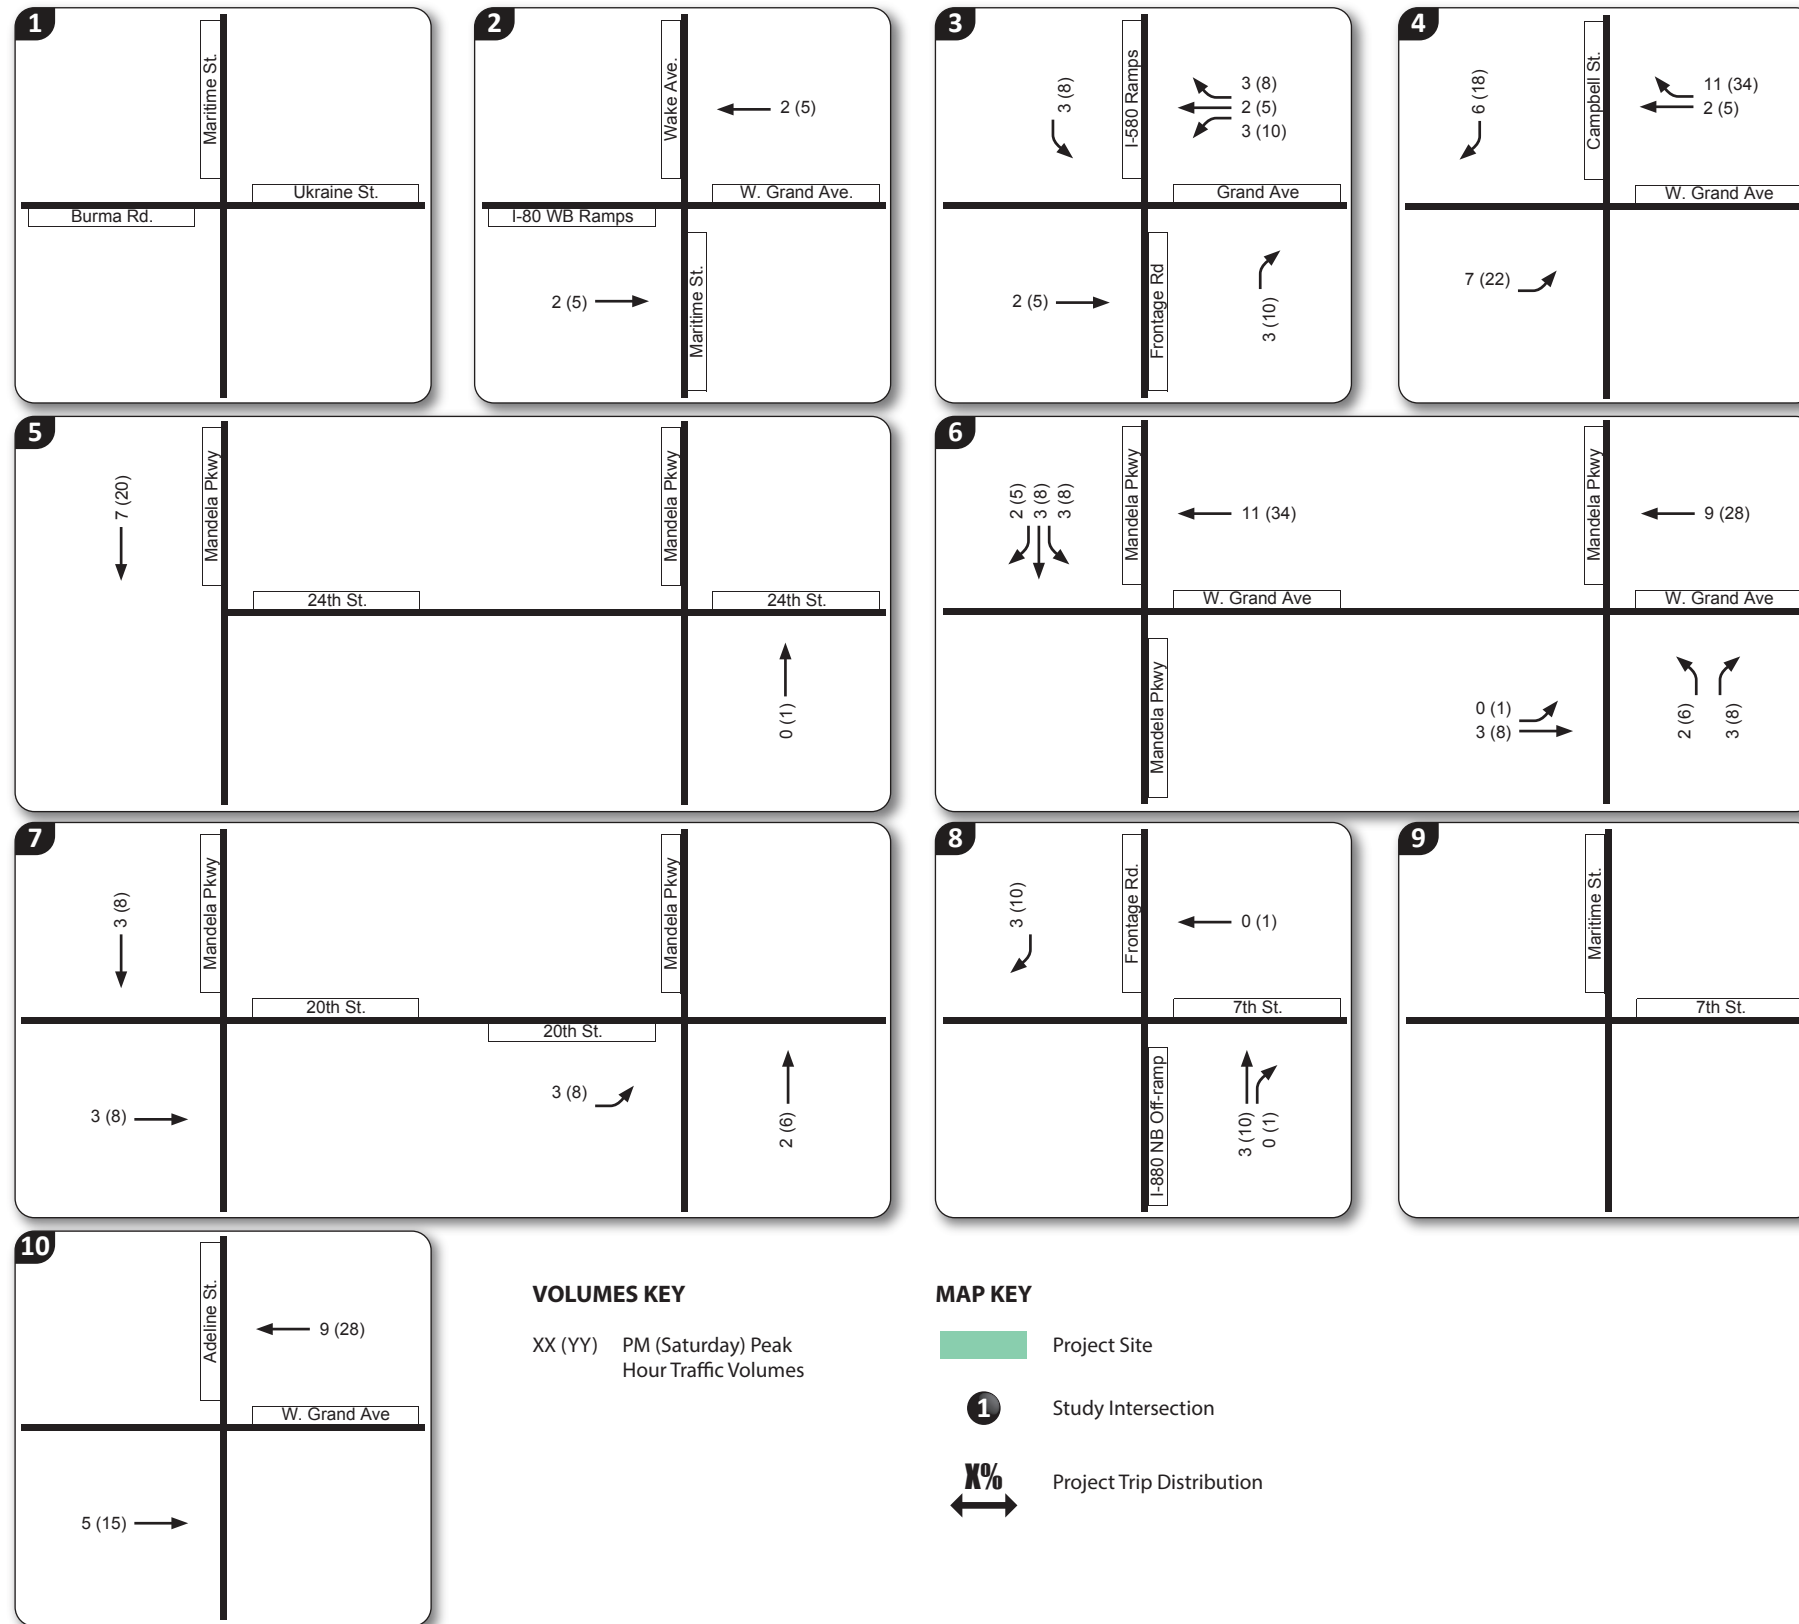 1
Maritime St.
Ukraine St.
Burma Rd.
2
Wake Ave.
2 (5)
W. Grand Ave.
I-80 WB Ramps
2 (5)
Maritime St.
3
3 (8)
I-580 Ramps
3 (8)
2 (5)
3 (10)
Grand Ave
2 (5)
Frontage Rd
3 (10)
4
6 (18)
Campbell St.
11 (34)
2 (5)
W. Grand Ave
7 (22)
5
7 (20)
Mandela Pkwy
Mandela Pkwy
24th St.
24th St.
0 (1)
6
2 (5)
3 (8)
3 (8)
Mandela Pkwy
11 (34)
Mandela Pkwy
9 (28)
W. Grand Ave
W. Grand Ave
Mandela Pkwy
0 (1)
3 (8)
2 (6)
3 (8)
7
3 (8)
Mandela Pkwy
Mandela Pkwy
20th St.
20th St.
3 (8)
3 (8)
2 (6)
8
3 (10)
Frontage Rd.
0 (1)
7th St.
I-880 NB Off-ramp
3 (10)
0 (1)
9
Maritime St.
7th St.
10
Adeline St.
9 (28)
W. Grand Ave
5 (15)
VOLUMES KEY
XX (YY) PM (Saturday) Peak
Hour Traffic Volumes
MAP KEY
Project Site
1 Study Intersection
X% Project Trip Distribution